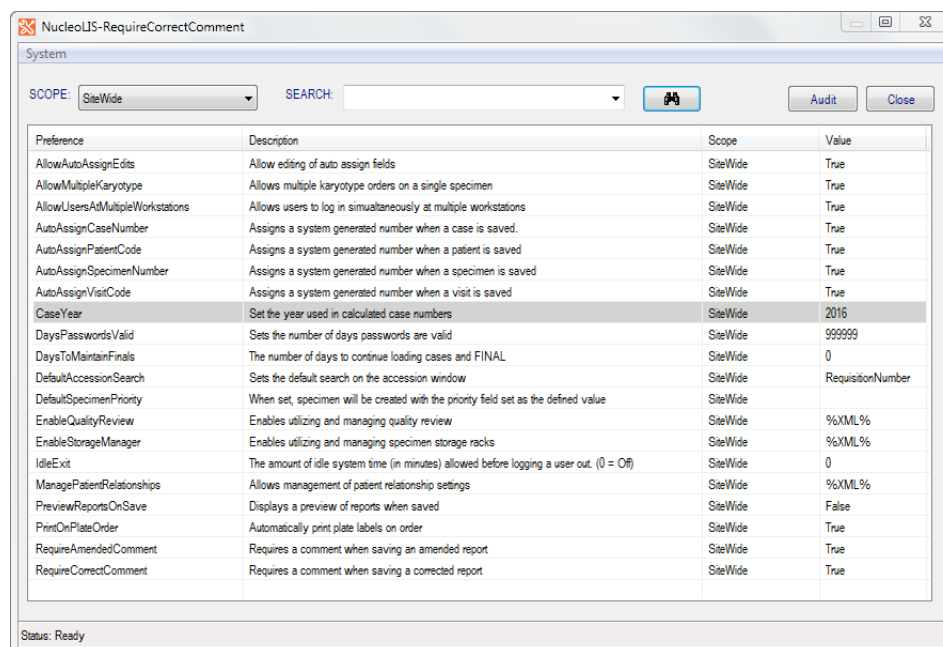 NucleoLIS-RequireCorrectComment
System
SCOPE: SiteWide SEARCH: Audit Close
Preference Description Scope Value
AllowAutoAssignEdits Allow editing of auto assign fields SiteWide True
AllowMultipleKaryotype Allows multiple karyotype orders on a single specimen SiteWide True
AllowUsersAtMultipleWorkstations Allows users to log in simualtaneously at multiple workstations SiteWide True
AutoAssignCaseNumber Assigns a system generated number when a case is saved. SiteWide True
AutoAssignPatientCode Assigns a system generated number when a patient is saved SiteWide True
AutoAssignSpecimenNumber Assigns a system generated number when a specimen is saved SiteWide True
AutoAssignVisitCode Assigns a system generated number when a visit is saved SiteWide True
CaseYear Set the year used in calculated case numbers SiteWide 2016
DaysPasswordsValid Sets the number of days passwords are valid SiteWide 999999
DaysToMaintainFinals The number of days to continue loading cases and FINAL SiteWide 0
DefaultAccessionSearch Sets the default search on the accession window SiteWide RequisitionNumber
DefaultSpecimenPriority When set, specimen will be created with the priority field set as the defined value SiteWide
EnableQualityReview Enables utilizing and managing quality review SiteWide %XML%
EnableStorageManager Enables utilizing and managing specimen storage racks SiteWide %XML%
IdleExit The amount of idle system time (in minutes) allowed before logging a user out. (0 = Off) SiteWide 0
ManagePatientRelationships Allows management of patient relationship settings SiteWide %XML%
PreviewReportsOnSave Displays a preview of reports when saved SiteWide False
PrintOnPlateOrder Automatically print plate labels on order SiteWide True
RequireAmendedComment Requires a comment when saving an amended report SiteWide True
RequireCorrectComment Requires a comment when saving a corrected report SiteWide True
Status: Ready